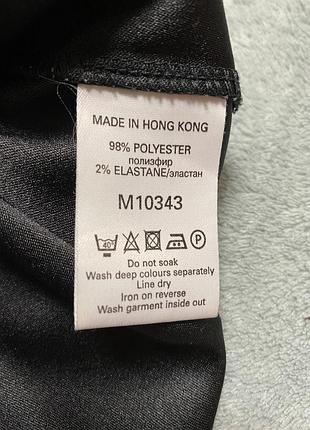 MADE IN HONG KONG
98% POLYESTER
полиэфир
2% ELASTANE/эластан
M10343
40 P
Do not soak
Wash deep colours separately
Line dry
Iron on reverse
Wash garment inside out